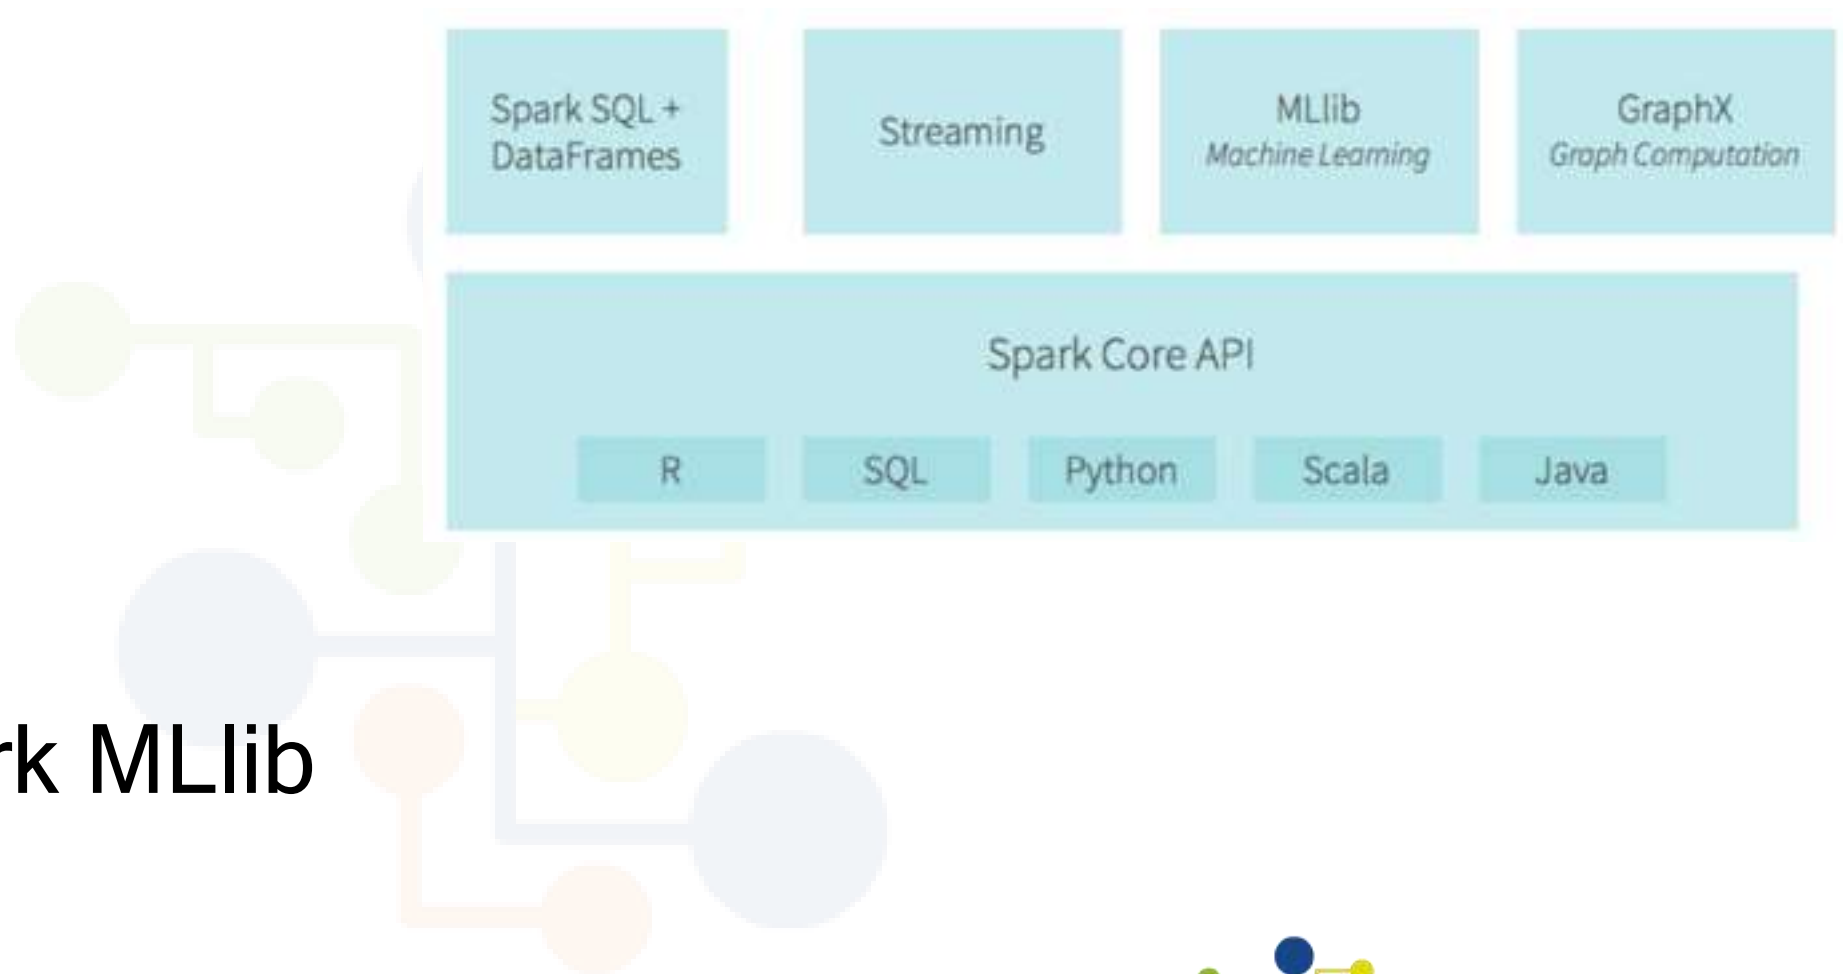 Spark SQL +
DataFrames
Streaming
MLlib
Machine Learning
GraphX
Graph Computation
Spark Core API
R
SQL
Python
Scala
Java
rk MLlib